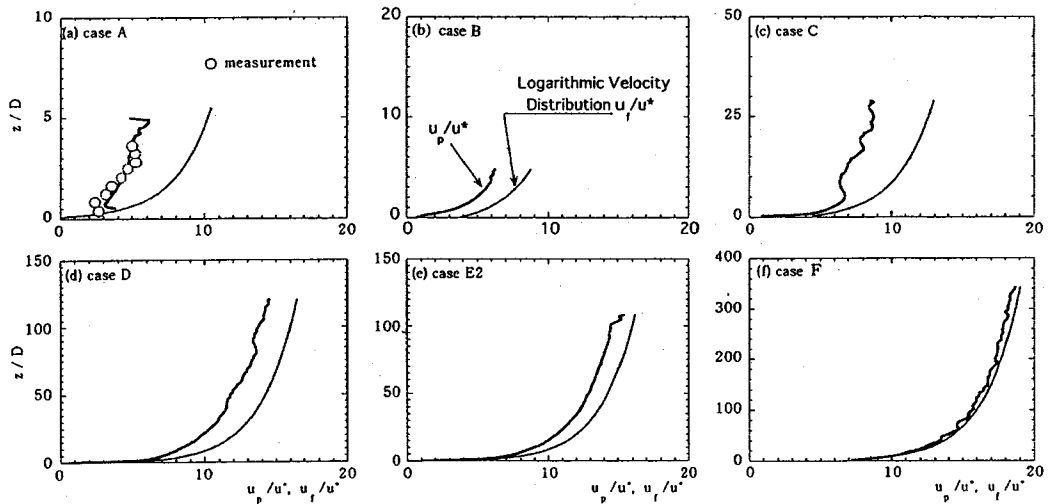 (a) case A
measurement
z / D
10
5
0
0
10
20
(b) case B
Logarithmic Velocity
Distribution u_f/u*
u_p/u*
20
10
0
0
10
20
(c) case C
50
25
0
0
10
20
(d) case D
z / D
150
100
50
0
0
10
20
u_p/u*, u_f/u*
(e) case E2
150
100
50
0
0
10
20
u_p/u*, u_f/u*
(f) case F
400
300
200
100
0
0
10
20
u_p/u*, u_f/u*